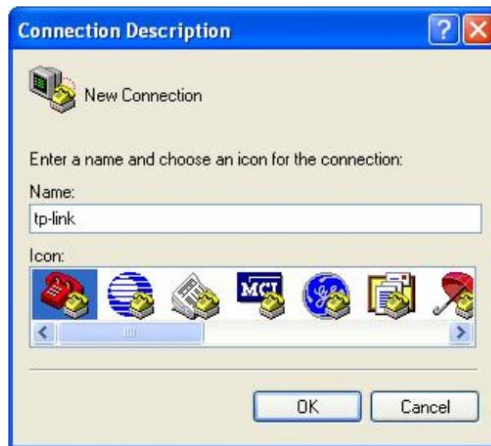 Connection Description
New Connection
Enter a name and choose an icon for the connection:
Name:
tp-link
Icon:
MCI
OK
Cancel